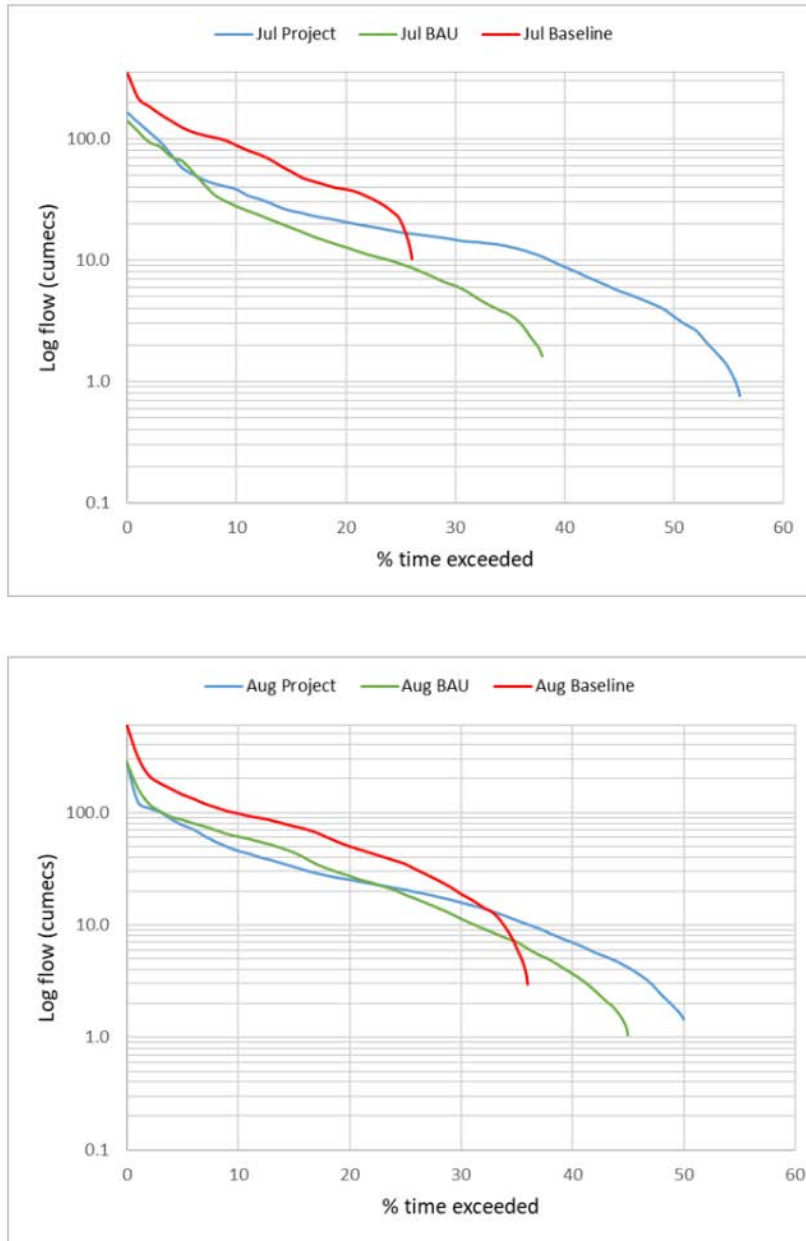 Jul Project Jul BAU Jul Baseline
100.0
10.0
1.0
0.1
Log flow (cumecs)
0 10 20 30 40 50 60
% time exceeded
Aug Project Aug BAU Aug Baseline
100.0
10.0
1.0
0.1
Log flow (cumecs)
0 10 20 30 40 50 60
% time exceeded